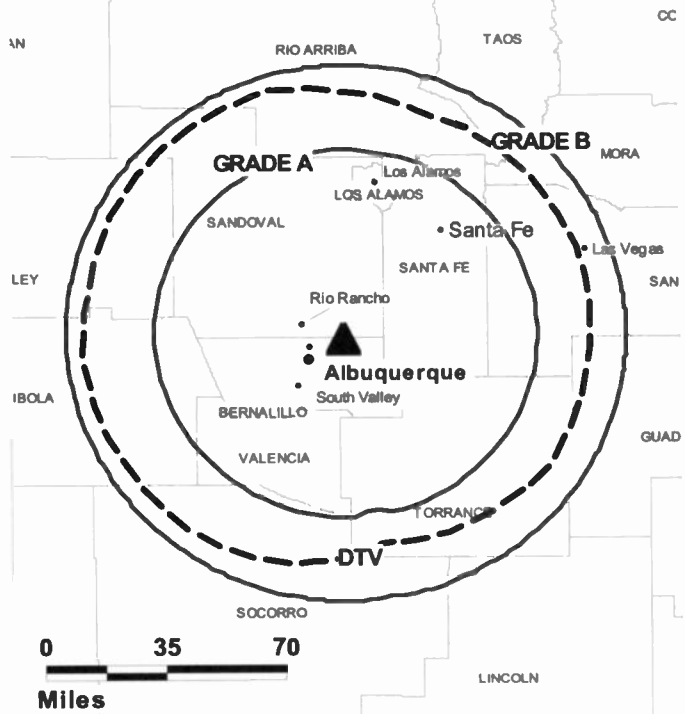 CC
AN
TAOS
RIO ARRIBA
GRADE B
MORA
GRADE A
Los Alamos
LOS ALAMOS
SANDOVAL
Santa Fe
Las Vegas
SANTA FE
LEY
SAN
Rio Rancho
Albuquerque
IBOLA
South Valley
BERNALILLO
GUAD
VALENCIA
TORRANCE
DTV
SOCORRO
0 35 70
LINCOLN
Miles